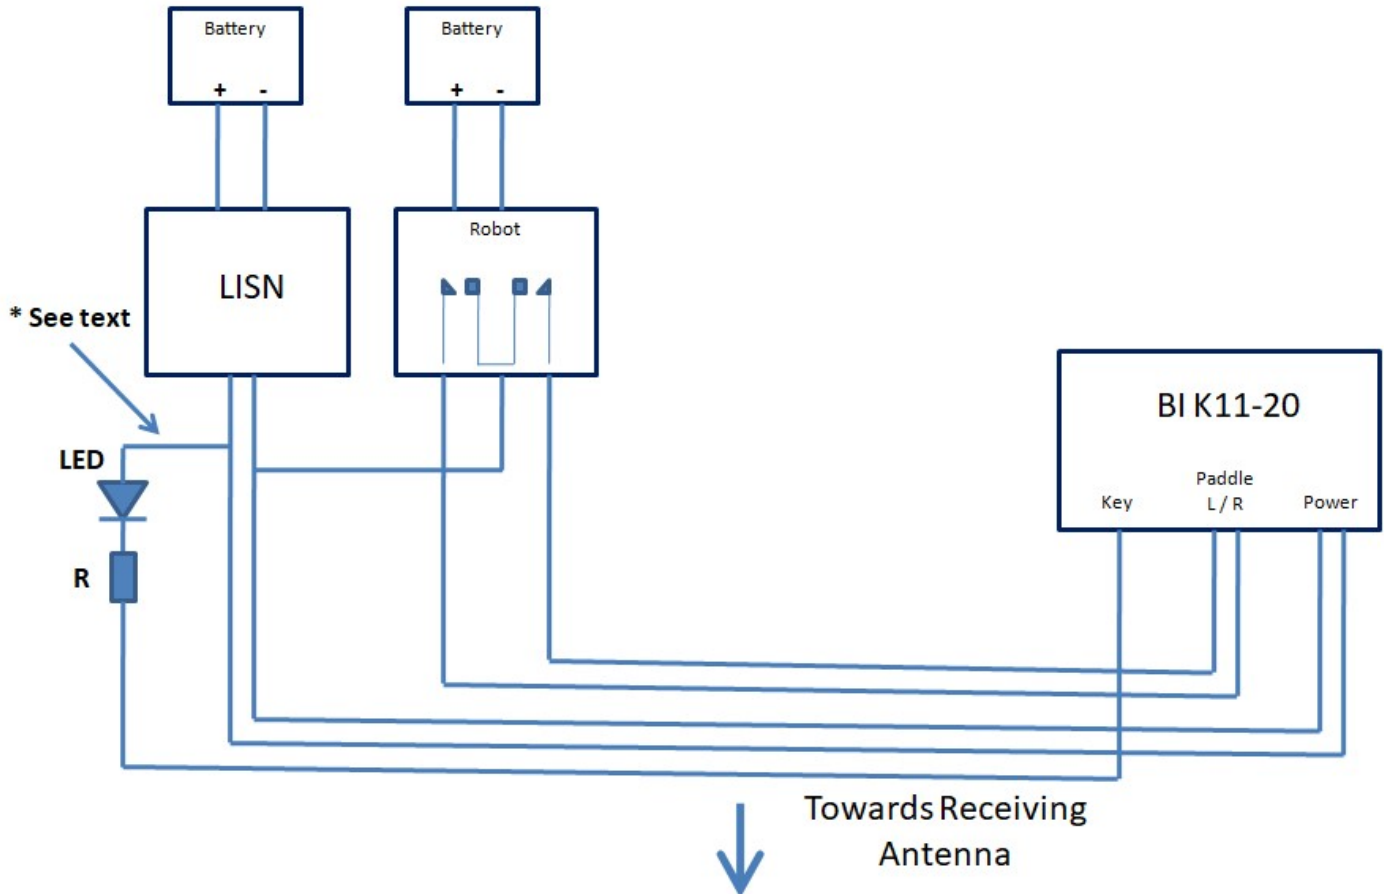 Battery
+ -
Battery
+ -
LISN
Robot
* See text
LED
R
BI K11-20
Key
Paddle
L / R
Power
Towards Receiving
Antenna